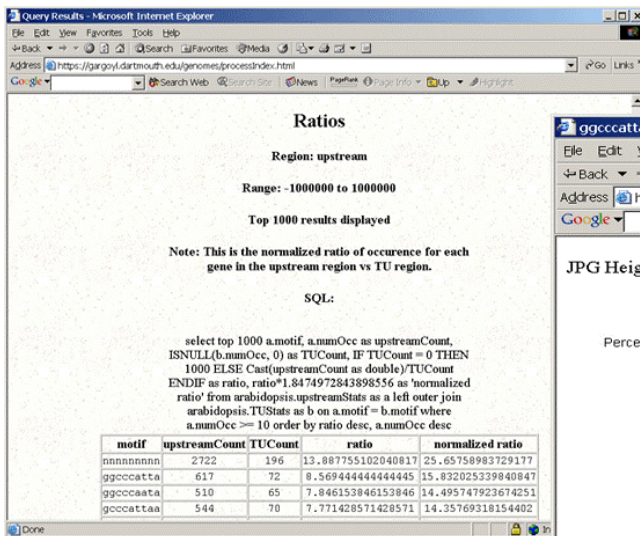 Query Results - Microsoft Internet Explorer
File Edit View Favorites Tools Help
Back Search Favorites Media
Address https://gargoyl.dartmouth.edu/genomes/processIndex.html Go Links
Google Search Web Search Site News PageRank Page Info Up Highlight
Ratios
Region: upstream
Range: -1000000 to 1000000
Top 1000 results displayed
Note: This is the normalized ratio of occurence for each
gene in the upstream region vs TU region.
SQL:
select top 1000 a.motif, a.numOcc as upstreamCount,
ISNULL(b.numOcc, 0) as TUCount, IF TUCount = 0 THEN
1000 ELSE Cast(upstreamCount as double)/TUCount
ENDIF as ratio, ratio*1.8474972843898556 as 'normalized
ratio' from arabidopsis.upstreamStats as a left outer join
arabidopsis.TUStats as b on a.motif = b.motif where
a.numOcc >= 10 order by ratio desc, a.numOcc desc
motif upstreamCount TUCount ratio normalized ratio
nnnnnnnnn 2722 196 13.887755102040817 25.65758983729177
ggcccatta 617 72 8.569444444444445 15.832025339840847
ggcccaata 510 65 7.846153846153846 14.495747923674251
gcccattaa 544 70 7.771428571428571 14.35769318154402
Done In
ggcccatta
File Edit
Back
Address
Google
JPG Heig
Perce